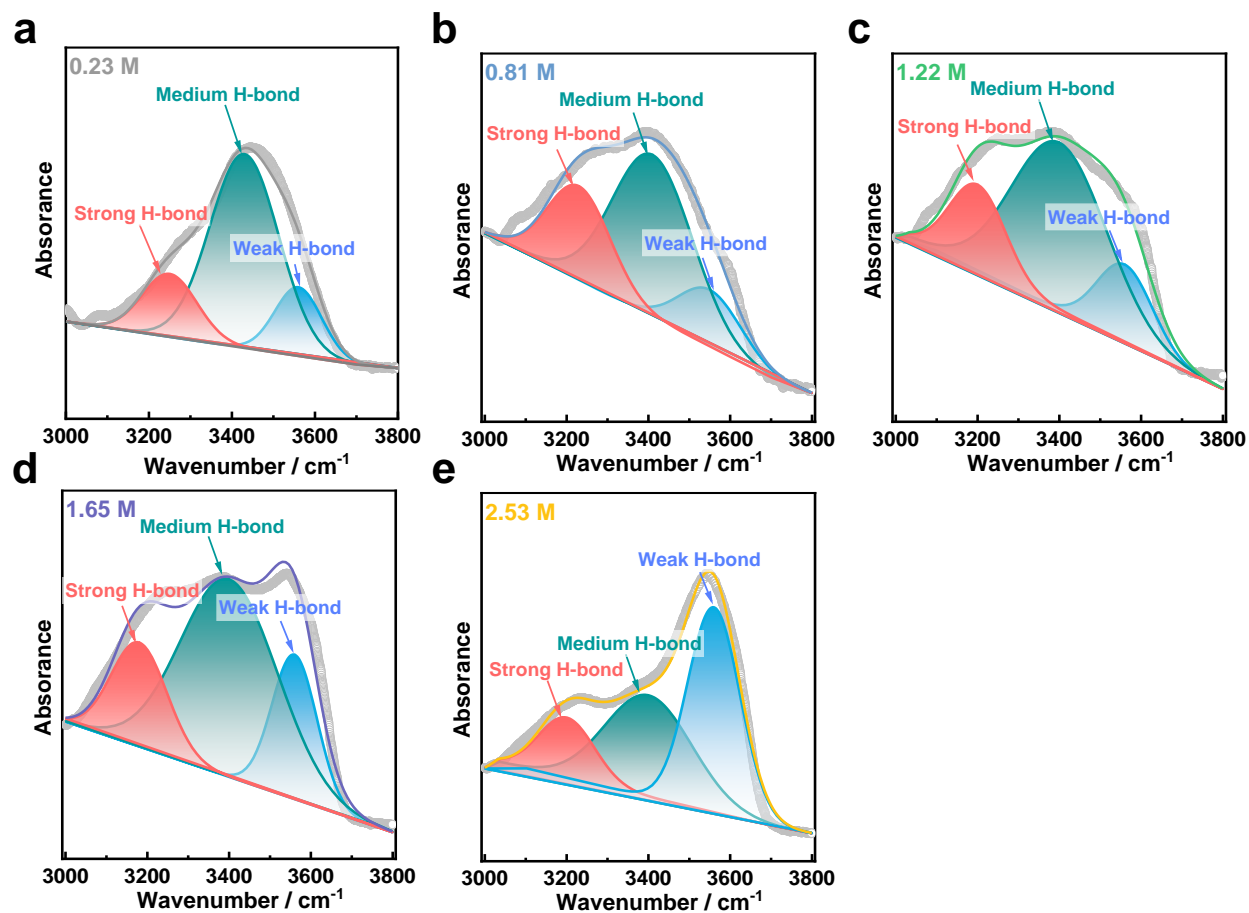 a
0.23 M
Medium H-bond
Strong H-bond
Weak H-bond
Absorance
3000 3200 3400 3600 3800
Wavenumber / cm-1
b
0.81 M
Medium H-bond
Strong H-bond
Weak H-bond
Absorance
3000 3200 3400 3600 3800
Wavenumber / cm-1
c
1.22 M
Medium H-bond
Strong H-bond
Weak H-bond
Absorance
3000 3200 3400 3600 3800
Wavenumber / cm-1
d
1.65 M
Medium H-bond
Strong H-bond
Weak H-bond
Absorance
3000 3200 3400 3600 3800
Wavenumber / cm-1
e
2.53 M
Weak H-bond
Medium H-bond
Strong H-bond
Absorance
3000 3200 3400 3600 3800
Wavenumber / cm-1